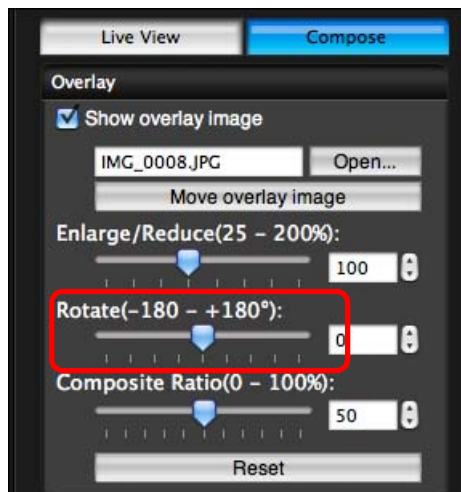 Live View Compose
Overlay
Show overlay image
IMG_0008.JPG Open...
Move overlay image
Enlarge/Reduce(25 – 200%):
100
Rotate(-180 – +180°):
0
Composite Ratio(0 – 100%):
50
Reset